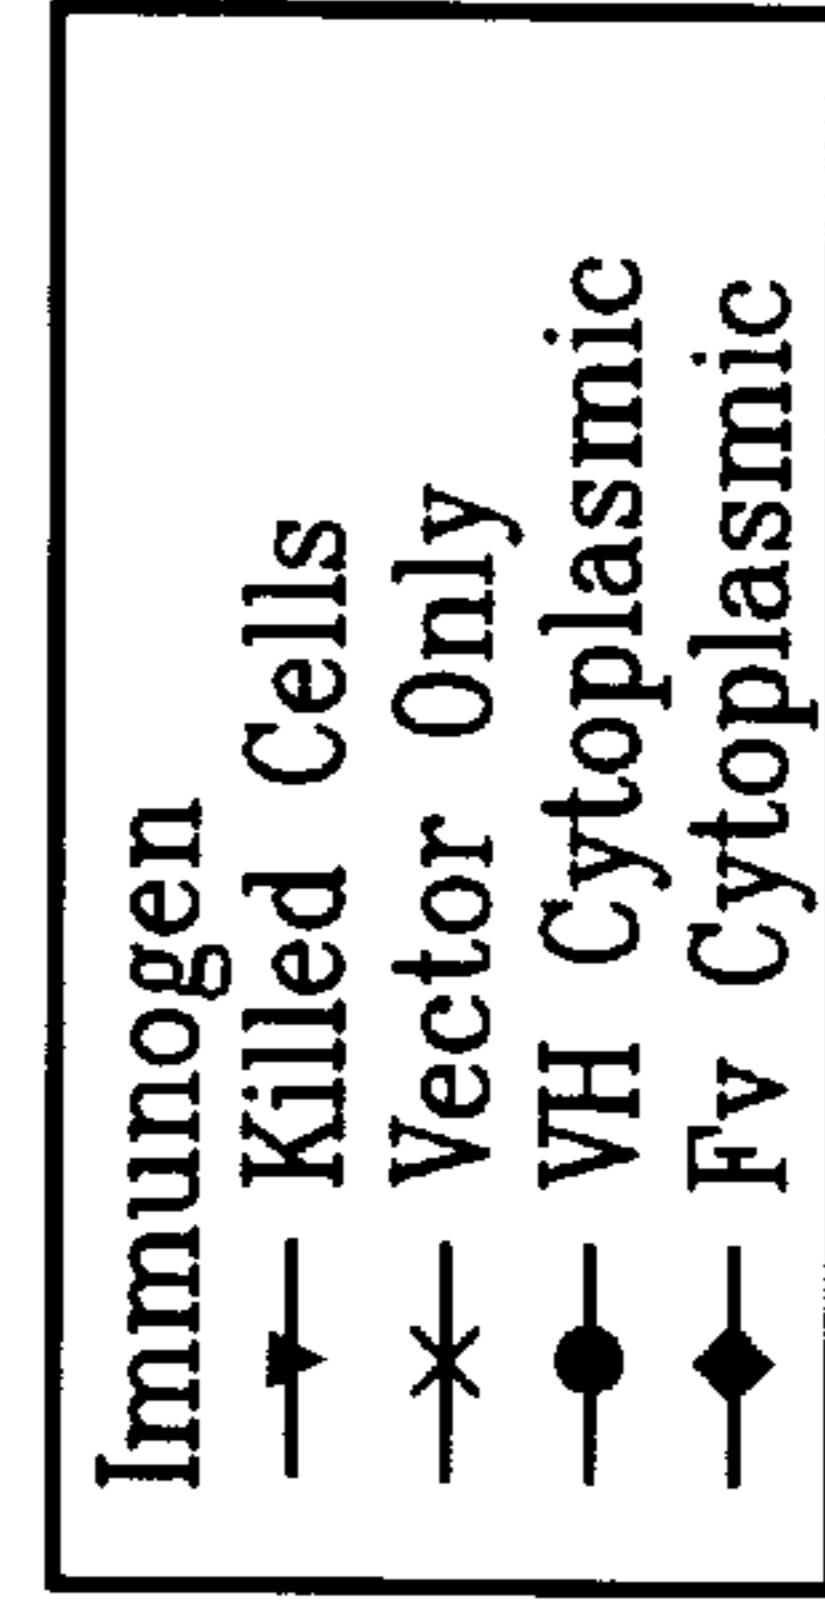 Immunogen
Killed Cells
Vector Only
VH Cytoplasmic
Fv Cytoplasmic